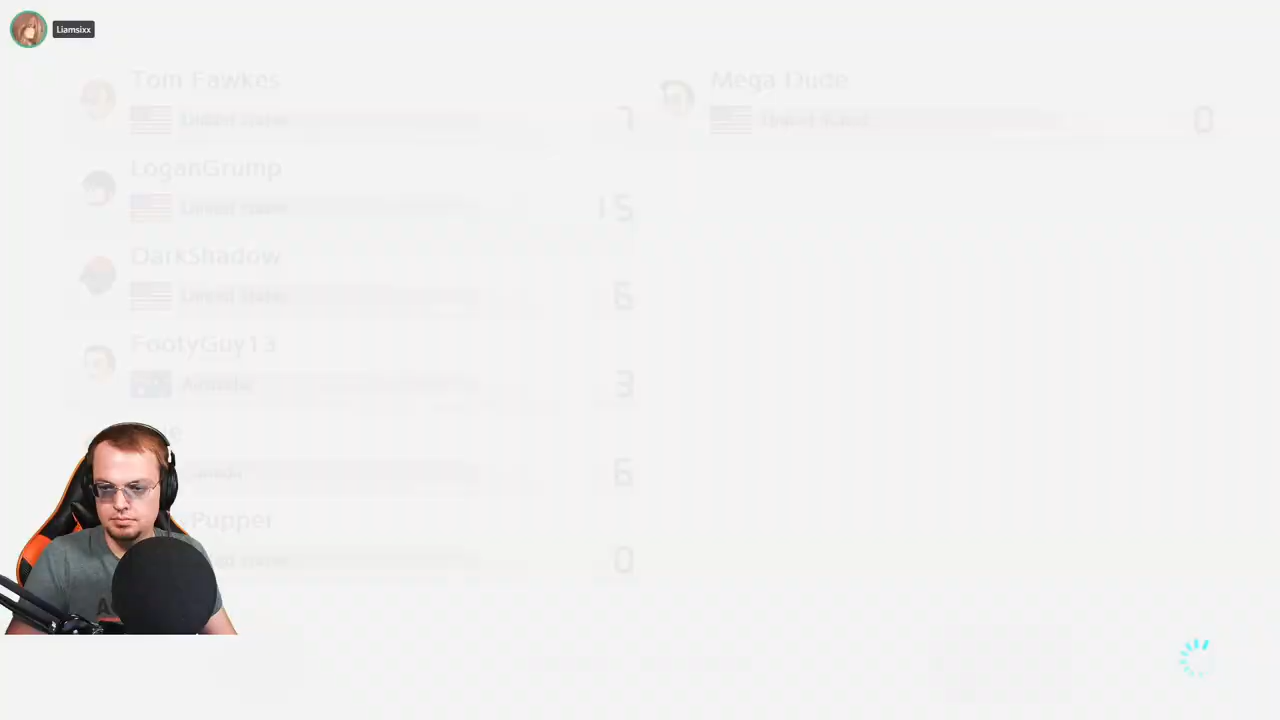 Liamsixx
Tom Fawkes
United States
7
LoganGrump
United States
15
DarkShadow
United States
6
FootyGuy13
Australia
3
6
Pupper
0
Mega Dude
United States
0